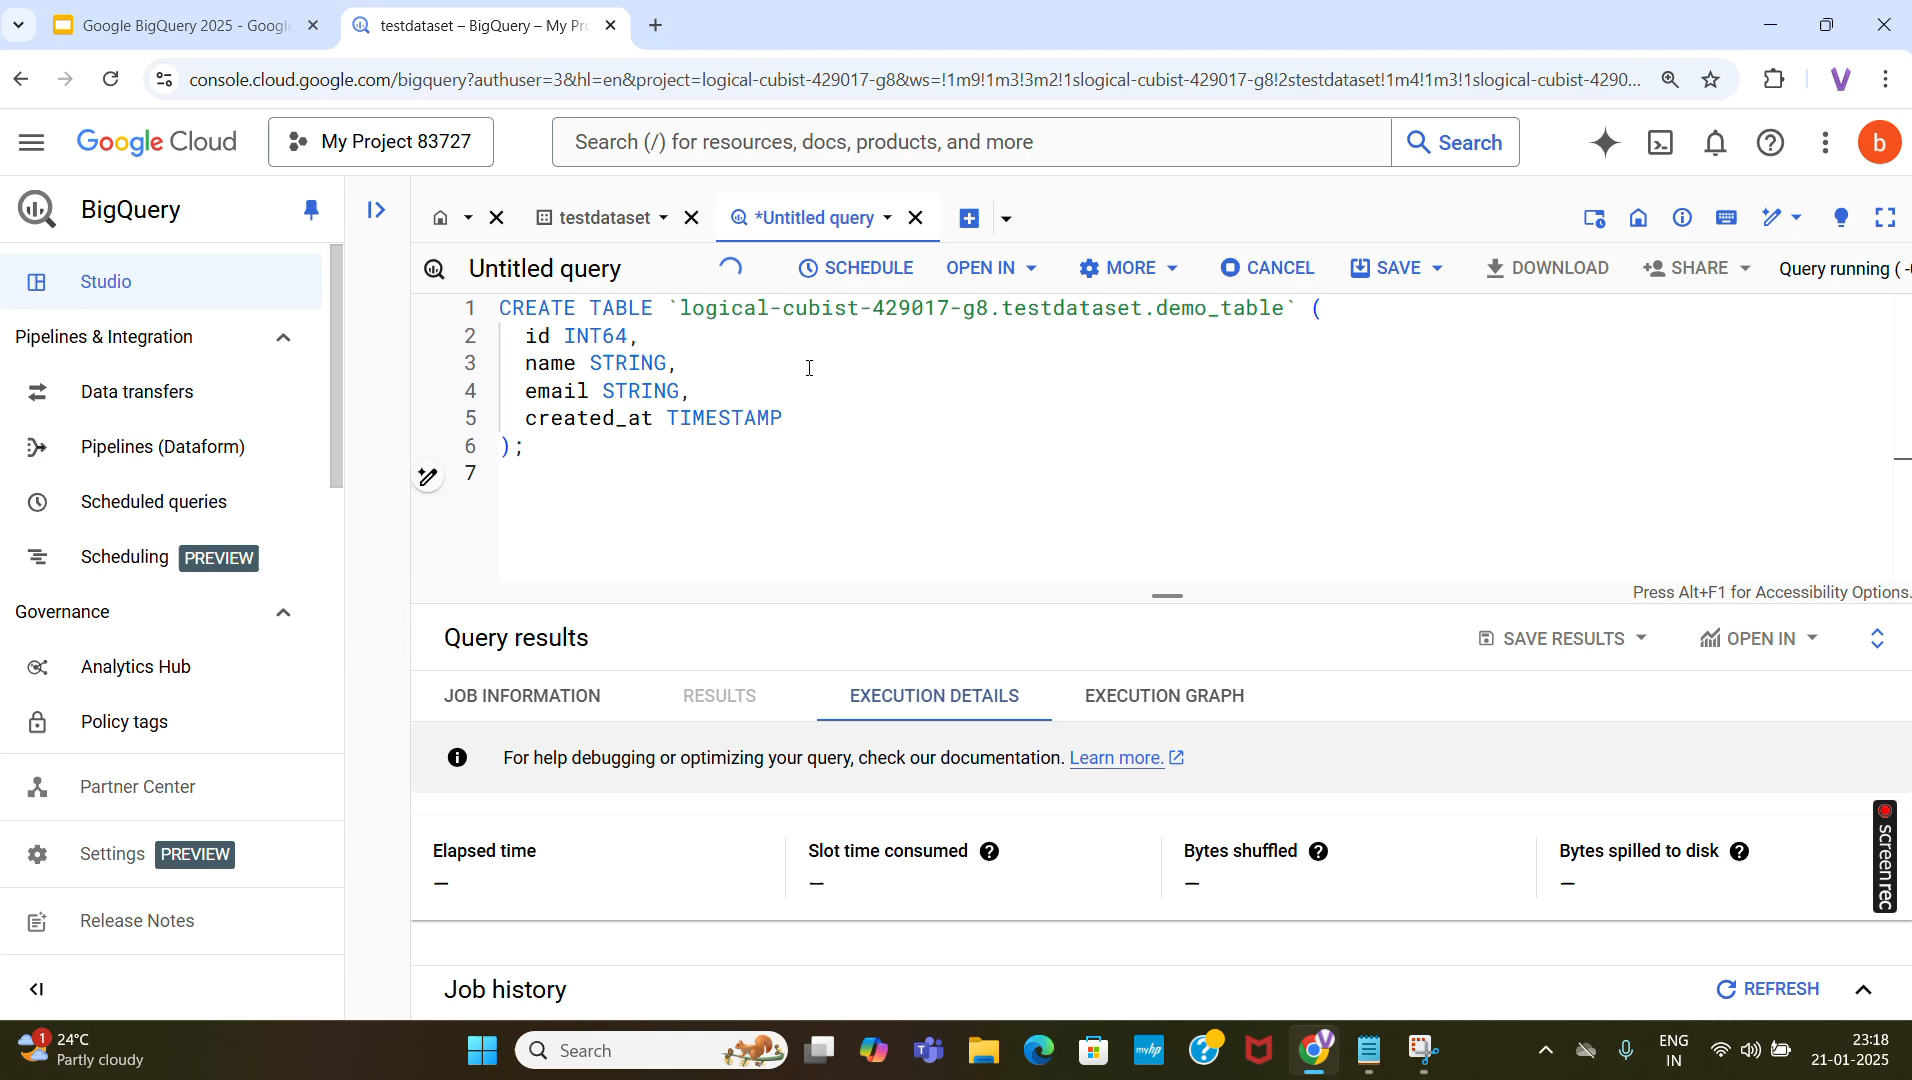 Google BigQuery 2025 - Google
testdataset – BigQuery – My Pr
console.cloud.google.com/bigquery?authuser=3&hl=en&project=logical-cubist-429017-g8&ws=!1m9!1m3!3m2!1slogical-cubist-429017-g8!2stestdataset!1m4!1m3!1slogical-cubist-4290...
V
Google Cloud
My Project 83727
Search (/) for resources, docs, products, and more
Search
b
BigQuery
testdataset
*Untitled query
Studio
Untitled query
SCHEDULE
OPEN IN
MORE
CANCEL
SAVE
DOWNLOAD
SHARE
Query running (
Pipelines & Integration
Data transfers
Pipelines (Dataform)
Scheduled queries
Scheduling PREVIEW
Governance
Analytics Hub
Policy tags
Partner Center
Settings PREVIEW
Release Notes
1 CREATE TABLE `logical-cubist-429017-g8.testdataset.demo_table` (
2 id INT64,
3 name STRING,
4 email STRING,
5 created_at TIMESTAMP
6 );
7
Press Alt+F1 for Accessibility Options.
Query results
SAVE RESULTS
OPEN IN
JOB INFORMATION
RESULTS
EXECUTION DETAILS
EXECUTION GRAPH
For help debugging or optimizing your query, check our documentation. Learn more.
Elapsed time
–
Slot time consumed
–
Bytes shuffled
–
Bytes spilled to disk
–
screen rec
Job history
REFRESH
1
24°C
Partly cloudy
Search
myhp
ENG
IN
23:18
21-01-2025